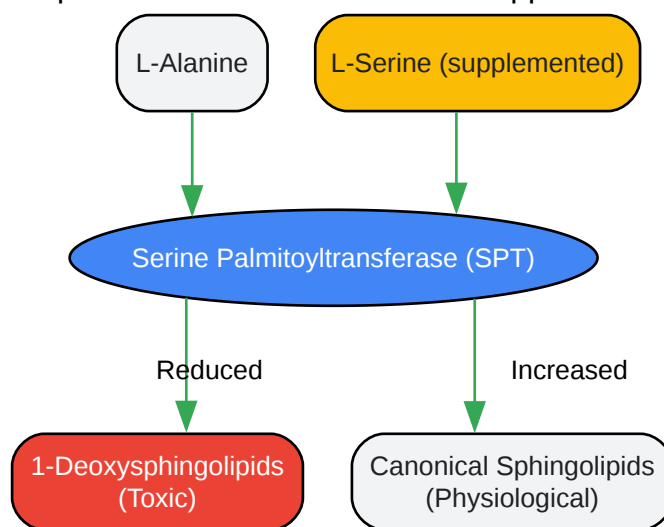 L-Alanine
L-Serine (supplemented)
Serine Palmitoyltransferase (SPT)
Reduced
Increased
1-Deoxysphingolipids
(Toxic)
Canonical Sphingolipids
(Physiological)